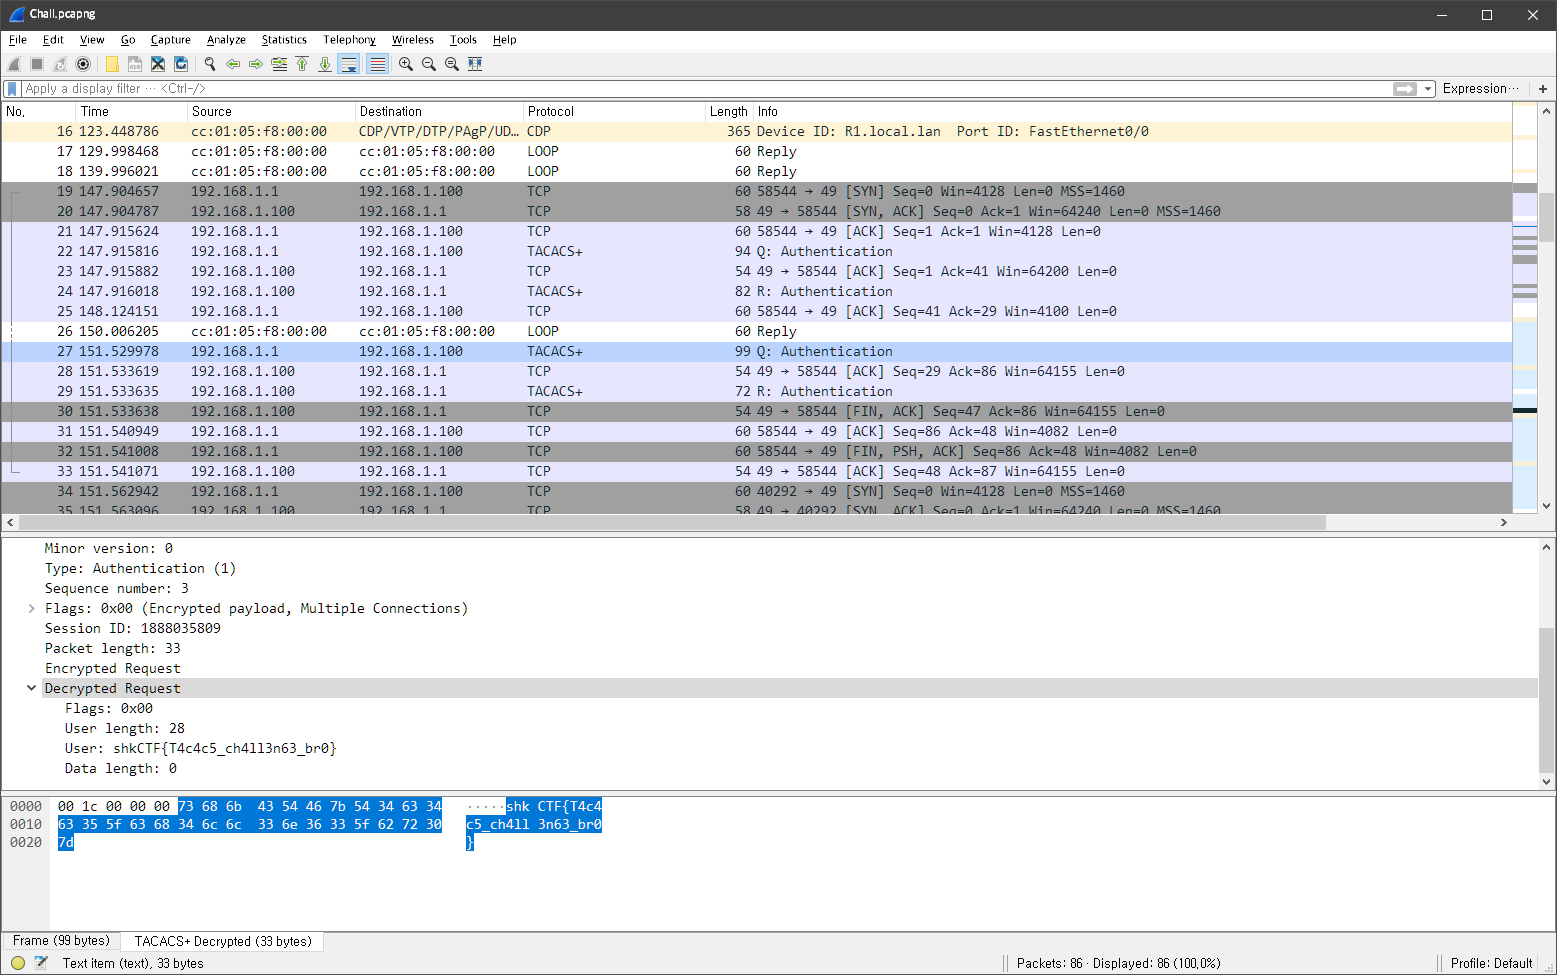 Chall.pcapng
File Edit View Go Capture Analyze Statistics Telephony Wireless Tools Help
Apply a display filter ··· <Ctrl-/> Expression··· +
No. Time Source Destination Protocol Length Info
16 123.448786 cc:01:05:f8:00:00 CDP/VTP/DTP/PAgP/UD… CDP 365 Device ID: R1.local.lan Port ID: FastEthernet0/0
17 129.998468 cc:01:05:f8:00:00 cc:01:05:f8:00:00 LOOP 60 Reply
18 139.996021 cc:01:05:f8:00:00 cc:01:05:f8:00:00 LOOP 60 Reply
19 147.904657 192.168.1.1 192.168.1.100 TCP 60 58544 → 49 [SYN] Seq=0 Win=4128 Len=0 MSS=1460
20 147.904787 192.168.1.100 192.168.1.1 TCP 58 49 → 58544 [SYN, ACK] Seq=0 Ack=1 Win=64240 Len=0 MSS=1460
21 147.915624 192.168.1.1 192.168.1.100 TCP 60 58544 → 49 [ACK] Seq=1 Ack=1 Win=4128 Len=0
22 147.915816 192.168.1.1 192.168.1.100 TACACS+ 94 Q: Authentication
23 147.915882 192.168.1.100 192.168.1.1 TCP 54 49 → 58544 [ACK] Seq=1 Ack=41 Win=64200 Len=0
24 147.916018 192.168.1.100 192.168.1.1 TACACS+ 82 R: Authentication
25 148.124151 192.168.1.1 192.168.1.100 TCP 60 58544 → 49 [ACK] Seq=41 Ack=29 Win=4100 Len=0
26 150.006205 cc:01:05:f8:00:00 cc:01:05:f8:00:00 LOOP 60 Reply
27 151.529978 192.168.1.1 192.168.1.100 TACACS+ 99 Q: Authentication
28 151.533619 192.168.1.100 192.168.1.1 TCP 54 49 → 58544 [ACK] Seq=29 Ack=86 Win=64155 Len=0
29 151.533635 192.168.1.100 192.168.1.1 TACACS+ 72 R: Authentication
30 151.533638 192.168.1.100 192.168.1.1 TCP 54 49 → 58544 [FIN, ACK] Seq=47 Ack=86 Win=64155 Len=0
31 151.540949 192.168.1.1 192.168.1.100 TCP 60 58544 → 49 [ACK] Seq=86 Ack=48 Win=4082 Len=0
32 151.541008 192.168.1.1 192.168.1.100 TCP 60 58544 → 49 [FIN, PSH, ACK] Seq=86 Ack=48 Win=4082 Len=0
33 151.541071 192.168.1.100 192.168.1.1 TCP 54 49 → 58544 [ACK] Seq=48 Ack=87 Win=64155 Len=0
34 151.562942 192.168.1.1 192.168.1.100 TCP 60 40292 → 49 [SYN] Seq=0 Win=4128 Len=0 MSS=1460
35 151.563096 192.168.1.100 192.168.1.1 TCP 58 49 → 40292 [SYN, ACK] Seq=0 Ack=1 Win=64240 Len=0 MSS=1460
Minor version: 0
Type: Authentication (1)
Sequence number: 3
Flags: 0x00 (Encrypted payload, Multiple Connections)
Session ID: 1888035809
Packet length: 33
Encrypted Request
Decrypted Request
Flags: 0x00
User length: 28
User: shkCTF{T4c4c5_ch4ll3n63_br0}
Data length: 0
0000 00 1c 00 00 00 73 68 6b 43 54 46 7b 54 34 63 34 ·····shk CTF{T4c4
0010 63 35 5f 63 68 34 6c 6c 33 6e 36 33 5f 62 72 30 c5_ch4ll 3n63_br0
0020 7d }
Frame (99 bytes) TACACS+ Decrypted (33 bytes)
Text item (text), 33 bytes Packets: 86 · Displayed: 86 (100,0%) Profile: Default